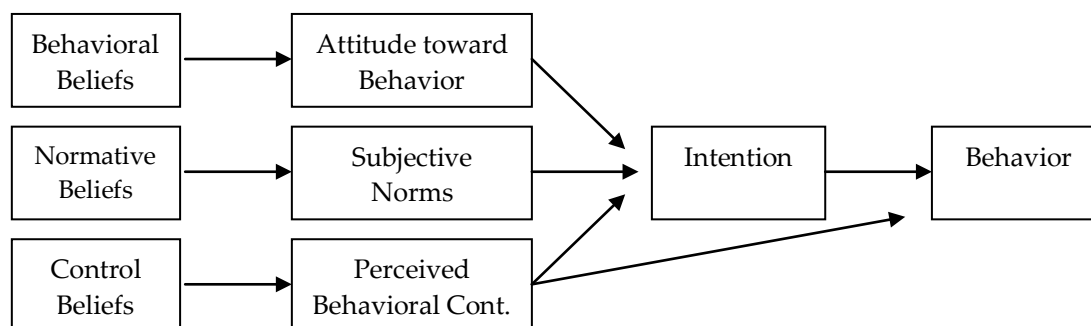 Behavioral
Beliefs
Attitude toward
Behavior
Normative
Beliefs
Subjective
Norms
Intention
Behavior
Control
Beliefs
Perceived
Behavioral Cont.